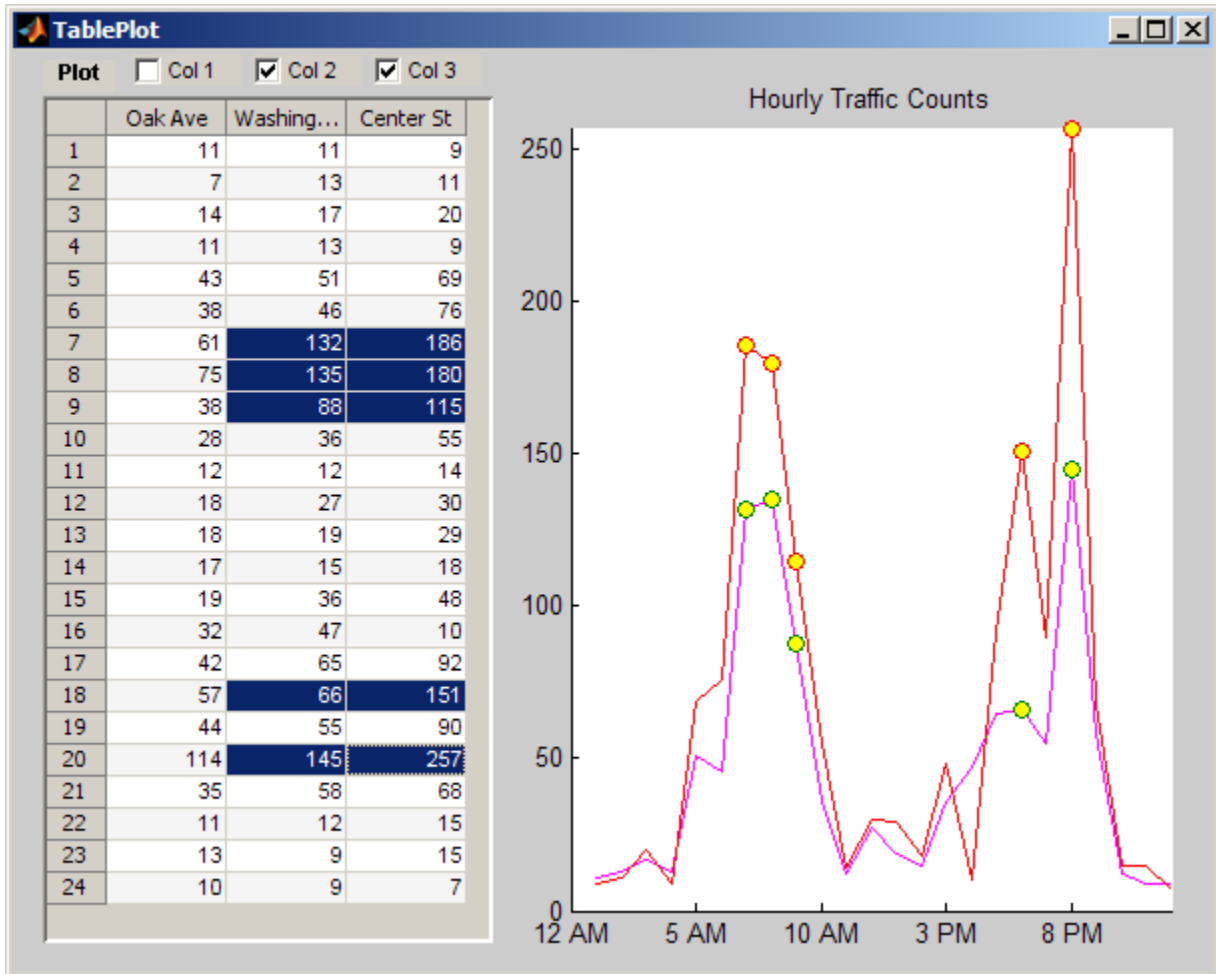 TablePlot
Plot Col 1 Col 2 Col 3
Oak Ave Washing... Center St
1 11 11 9
2 7 13 11
3 14 17 20
4 11 13 9
5 43 51 69
6 38 46 76
7 61 132 186
8 75 135 180
9 38 88 115
10 28 36 55
11 12 12 14
12 18 27 30
13 18 19 29
14 17 15 18
15 19 36 48
16 32 47 10
17 42 65 92
18 57 66 151
19 44 55 90
20 114 145 257
21 35 58 68
22 11 12 15
23 13 9 15
24 10 9 7
Hourly Traffic Counts
250
200
150
100
50
0
12 AM 5 AM 10 AM 3 PM 8 PM